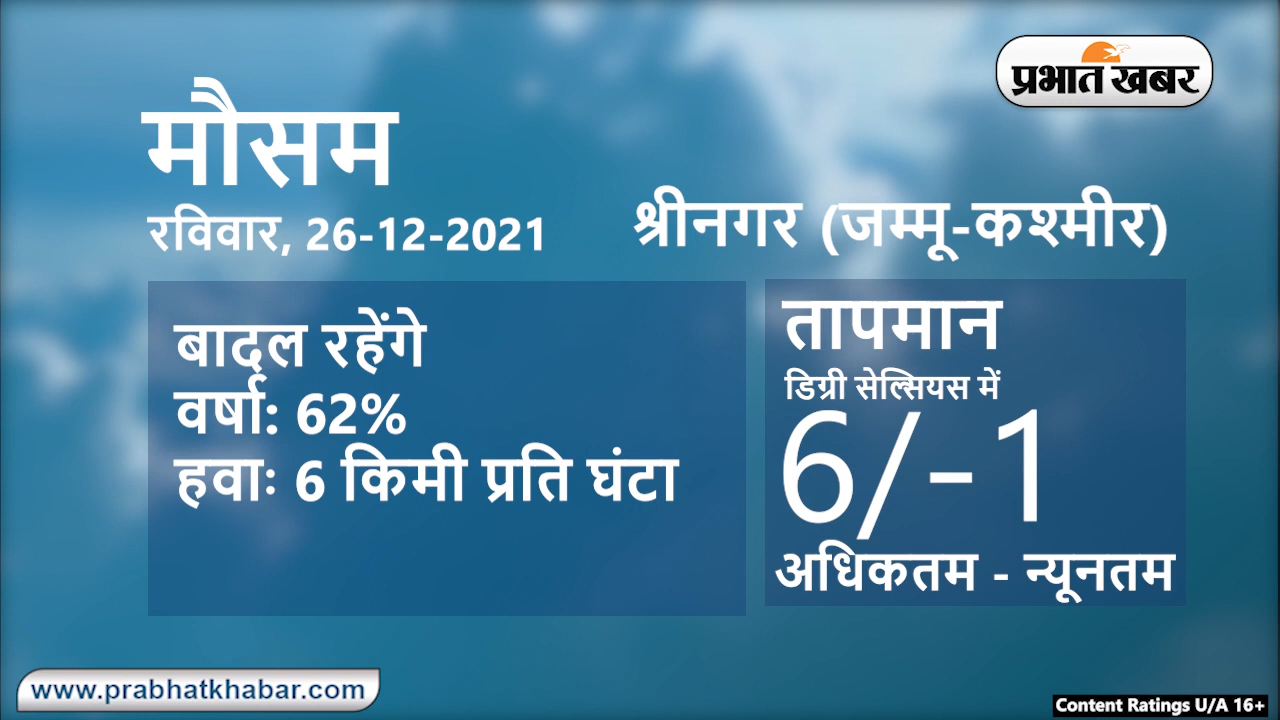 प्रभात खबर
मौसम
रविवार, 26-12-2021
श्रीनगर (जम्मू-कश्मीर)
बादल रहेंगे
वर्षा: 62%
हवाः 6 किमी प्रति घंटा
तापमान
डिग्री सेल्सियस में
6/-1
अधिकतम - न्यूनतम
www.prabhatkhabar.com
Content Ratings U/A 16+